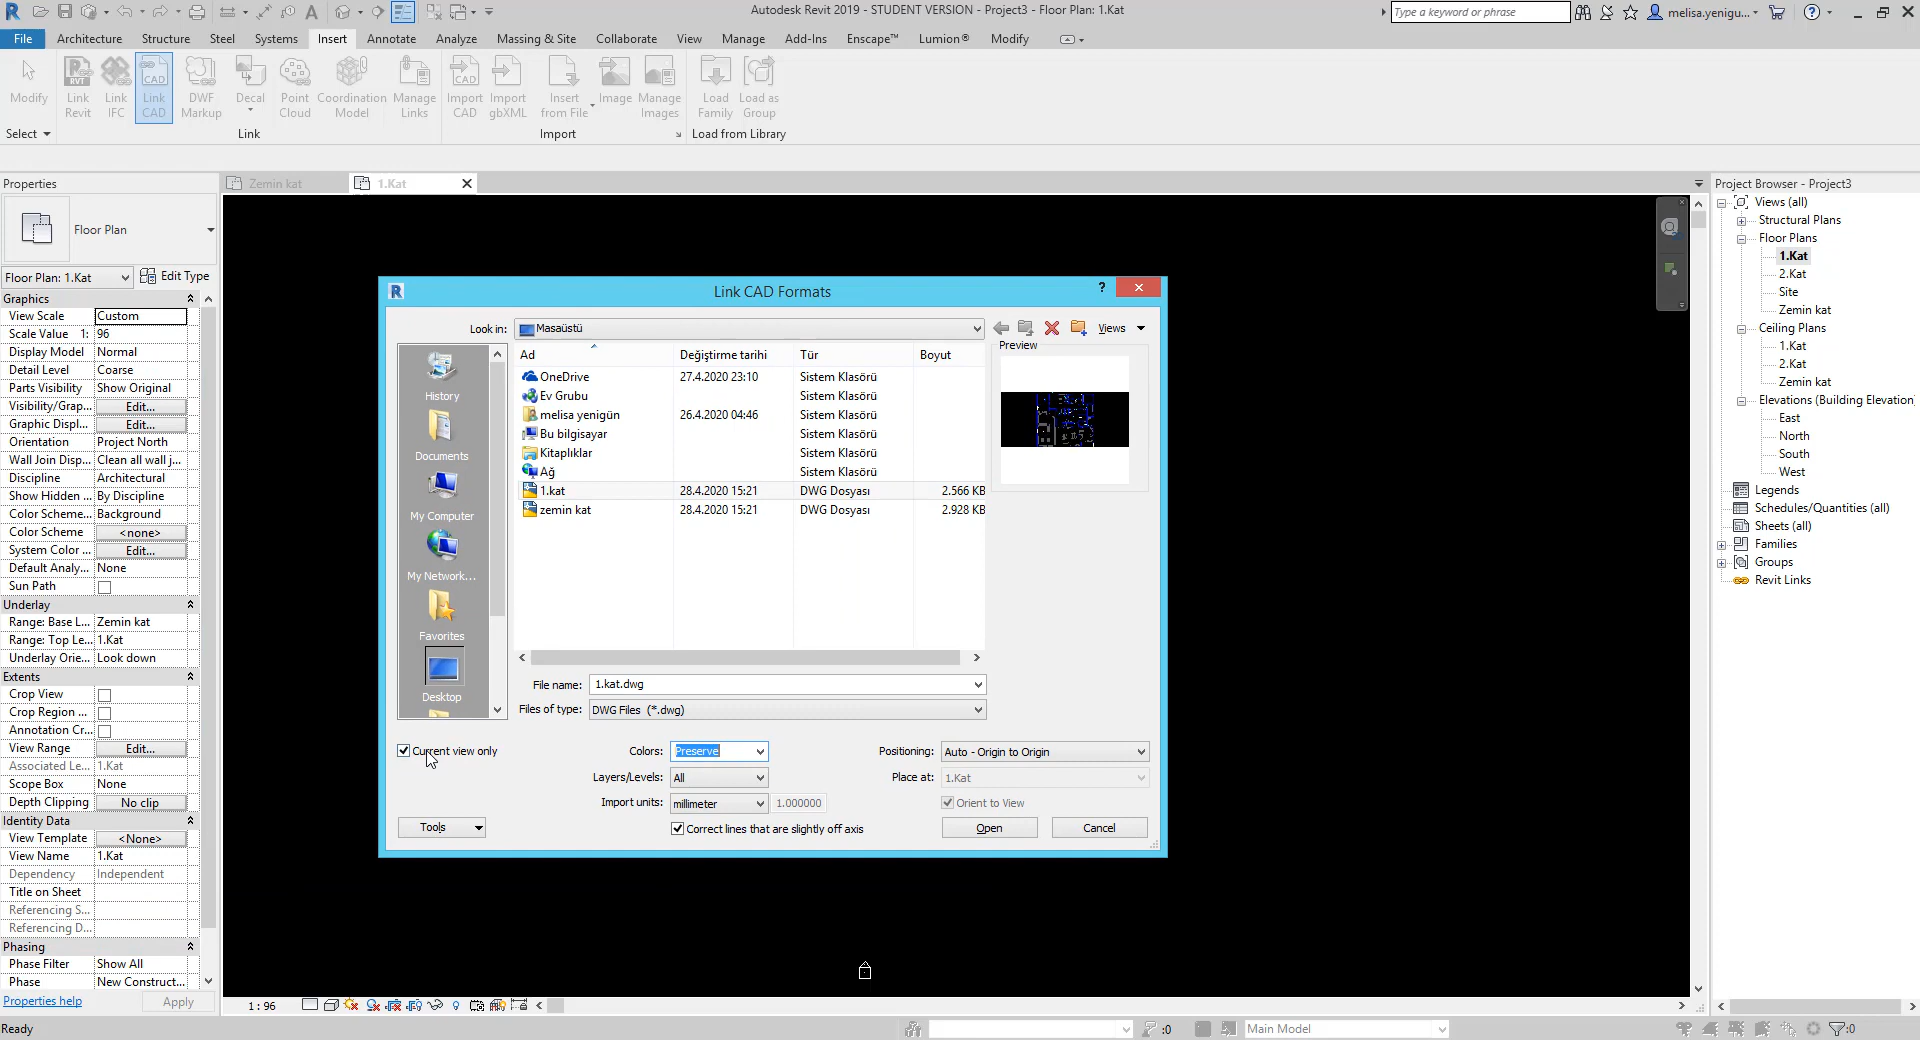 Autodesk Revit 2019 - STUDENT VERSION - Project3 - Floor Plan: 1.Kat
Type a keyword or phrase
melisa.yenigu...
File Architecture Structure Steel Systems Insert Annotate Analyze Massing & Site Collaborate View Manage Add-Ins Enscape™ Lumion® Modify
Modify
Link Revit
Link IFC
Link CAD
DWF Markup
Decal
Point Cloud
Coordination Model
Manage Links
Import CAD
Import gbXML
Insert from File
Image
Manage Images
Load Family
Load as Group
Select
Link
Import
Load from Library
Properties
Zemin kat
1.Kat
Project Browser - Project3
Floor Plan
Floor Plan: 1.Kat
Edit Type
Graphics
View Scale Custom
Scale Value 1: 96
Display Model Normal
Detail Level Coarse
Parts Visibility Show Original
Visibility/Grap... Edit...
Graphic Displ... Edit...
Orientation Project North
Wall Join Disp... Clean all wall j...
Discipline Architectural
Show Hidden ... By Discipline
Color Scheme... Background
Color Scheme <none>
System Color ... Edit...
Default Analy... None
Sun Path
Underlay
Range: Base L... Zemin kat
Range: Top Le... 1.Kat
Underlay Orie... Look down
Extents
Crop View
Crop Region ...
Annotation Cr...
View Range Edit...
Associated Le... 1.Kat
Scope Box None
Depth Clipping No clip
Identity Data
View Template <None>
View Name 1.Kat
Dependency Independent
Title on Sheet
Referencing S...
Referencing D...
Phasing
Phase Filter Show All
Phase New Construct...
Properties help
Apply
Link CAD Formats
?
Look in: Masaüstü
Views
Preview
History
Documents
My Computer
My Network...
Favorites
Desktop
Ad Değiştirme tarihi Tür Boyut
OneDrive 27.4.2020 23:10 Sistem Klasörü
Ev Grubu Sistem Klasörü
melisa yenigün 26.4.2020 04:46 Sistem Klasörü
Bu bilgisayar Sistem Klasörü
Kitaplıklar Sistem Klasörü
Ağ Sistem Klasörü
1.kat 28.4.2020 15:21 DWG Dosyası 2.566 KB
zemin kat 28.4.2020 15:21 DWG Dosyası 2.928 KB
File name: 1.kat.dwg
Files of type: DWG Files (*.dwg)
Current view only
Colors: Preserve
Positioning: Auto - Origin to Origin
Layers/Levels: All
Place at: 1.Kat
Import units: millimeter 1.000000
Orient to View
Tools
Correct lines that are slightly off axis
Open
Cancel
Views (all)
Structural Plans
Floor Plans
1.Kat
2.Kat
Site
Zemin kat
Ceiling Plans
1.Kat
2.Kat
Zemin kat
Elevations (Building Elevation)
East
North
South
West
Legends
Schedules/Quantities (all)
Sheets (all)
Families
Groups
Revit Links
1 : 96
Ready
:0
Main Model
:0